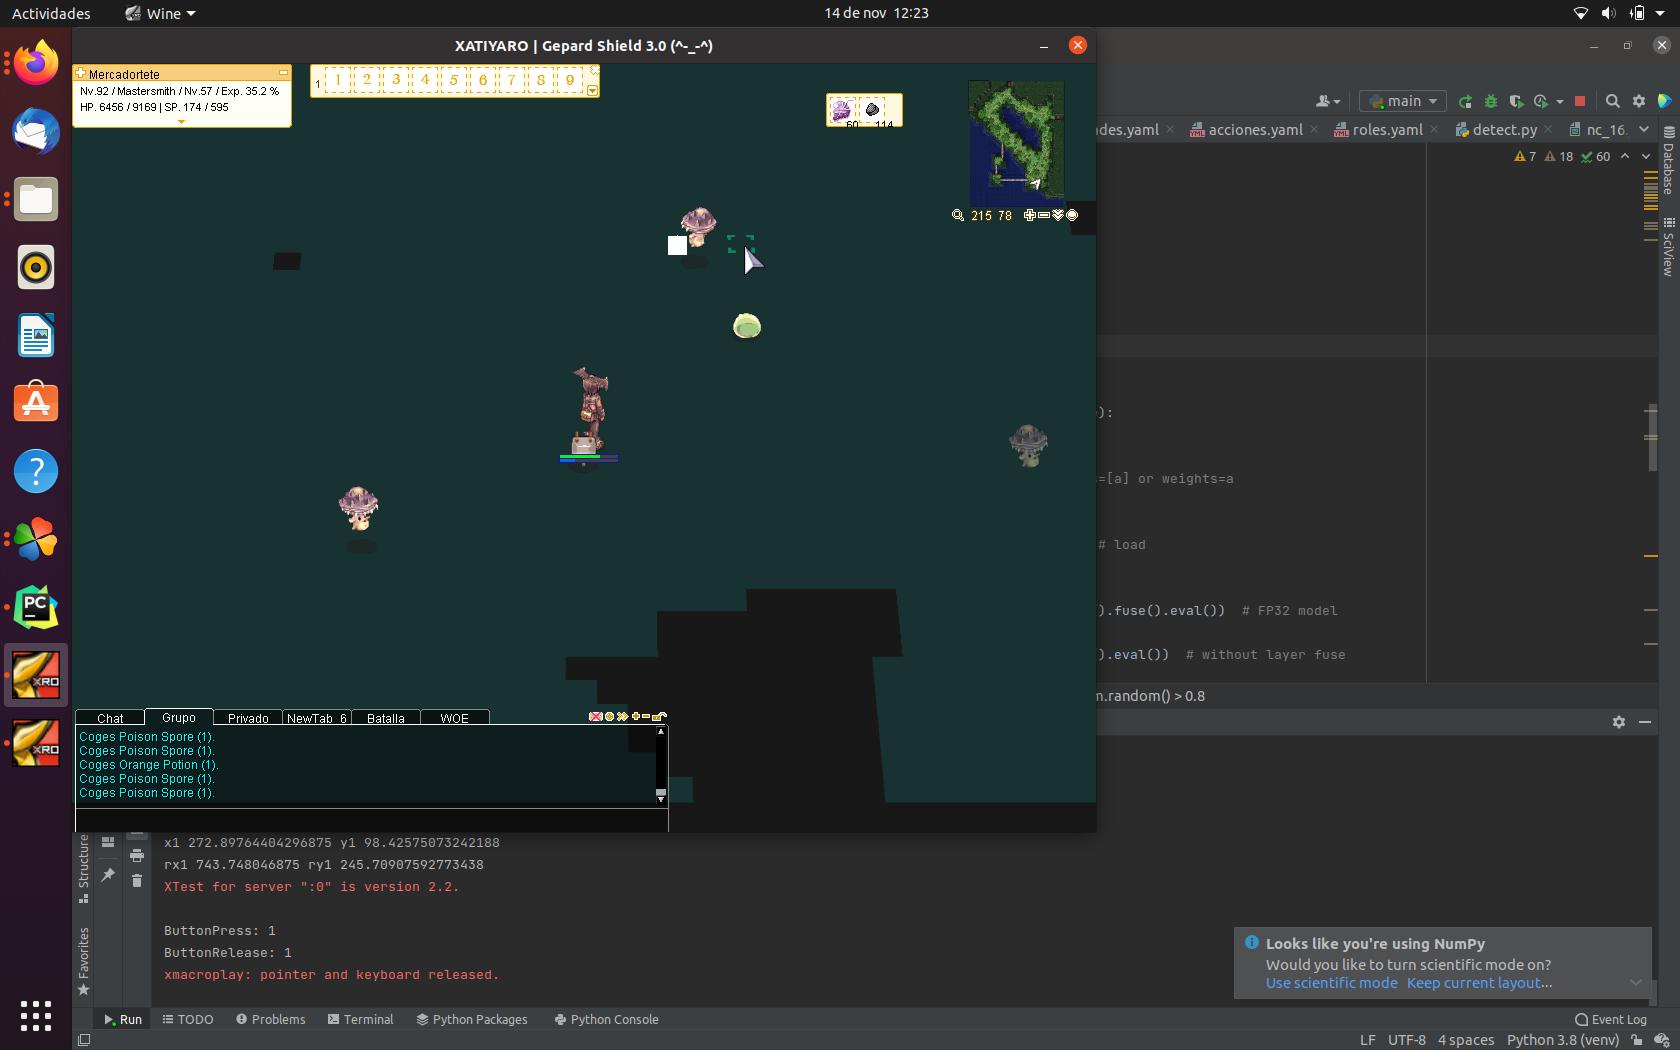 Actividades
Wine
14 de nov 12:23
XATIYARO | Gepard Shield 3.0 (^-_-^)
Mercadortete
Nv.92 / Mastersmith / Nv.57 / Exp. 35.2 %
HP. 6456 / 9169 | SP. 174 / 595
1
1 2 3 4 5 6 7 8 9
60 114
215 78
main
des.yaml
acciones.yaml
roles.yaml
detect.py
nc_16.
7 18 60
Database
SciView
):
=[a] or weights=a
# load
).fuse().eval()) # FP32 model
).eval()) # without layer fuse
m.random() > 0.8
Chat
Grupo
Privado
NewTab_6
Batalla
WOE
Coges Poison Spore (1).
Coges Poison Spore (1).
Coges Orange Potion (1).
Coges Poison Spore (1).
Coges Poison Spore (1).
PC
XRO
XRO
Structure
Favorites
x1 272.89764404296875 y1 98.42575073242188
rx1 743.748046875 ry1 245.70907592773438
XTest for server ":0" is version 2.2.
ButtonPress: 1
ButtonRelease: 1
xmacroplay: pointer and keyboard released.
Looks like you're using NumPy
Would you like to turn scientific mode on?
Use scientific mode Keep current layout...
Run
TODO
Problems
Terminal
Python Packages
Python Console
Event Log
LF UTF-8 4 spaces Python 3.8 (venv)